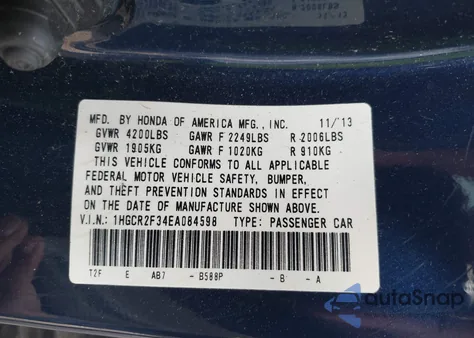 MFD. BY HONDA OF AMERICA MFG., INC. 11/13
GVWR 4200LBS GAWR F 2249LBS R 2006LBS
GVWR 1905KG GAWR F 1020KG R 910KG
THIS VEHICLE CONFORMS TO ALL APPLICABLE
FEDERAL MOTOR VEHICLE SAFETY, BUMPER,
AND THEFT PREVENTION STANDARDS IN EFFECT
ON THE DATE OF MANUFACTURE SHOWN ABOVE.
V.I.N.: 1HGCR2F34EA084598 TYPE: PASSENGER CAR
T2F E AB7 - B588P - B - A
autoSnap